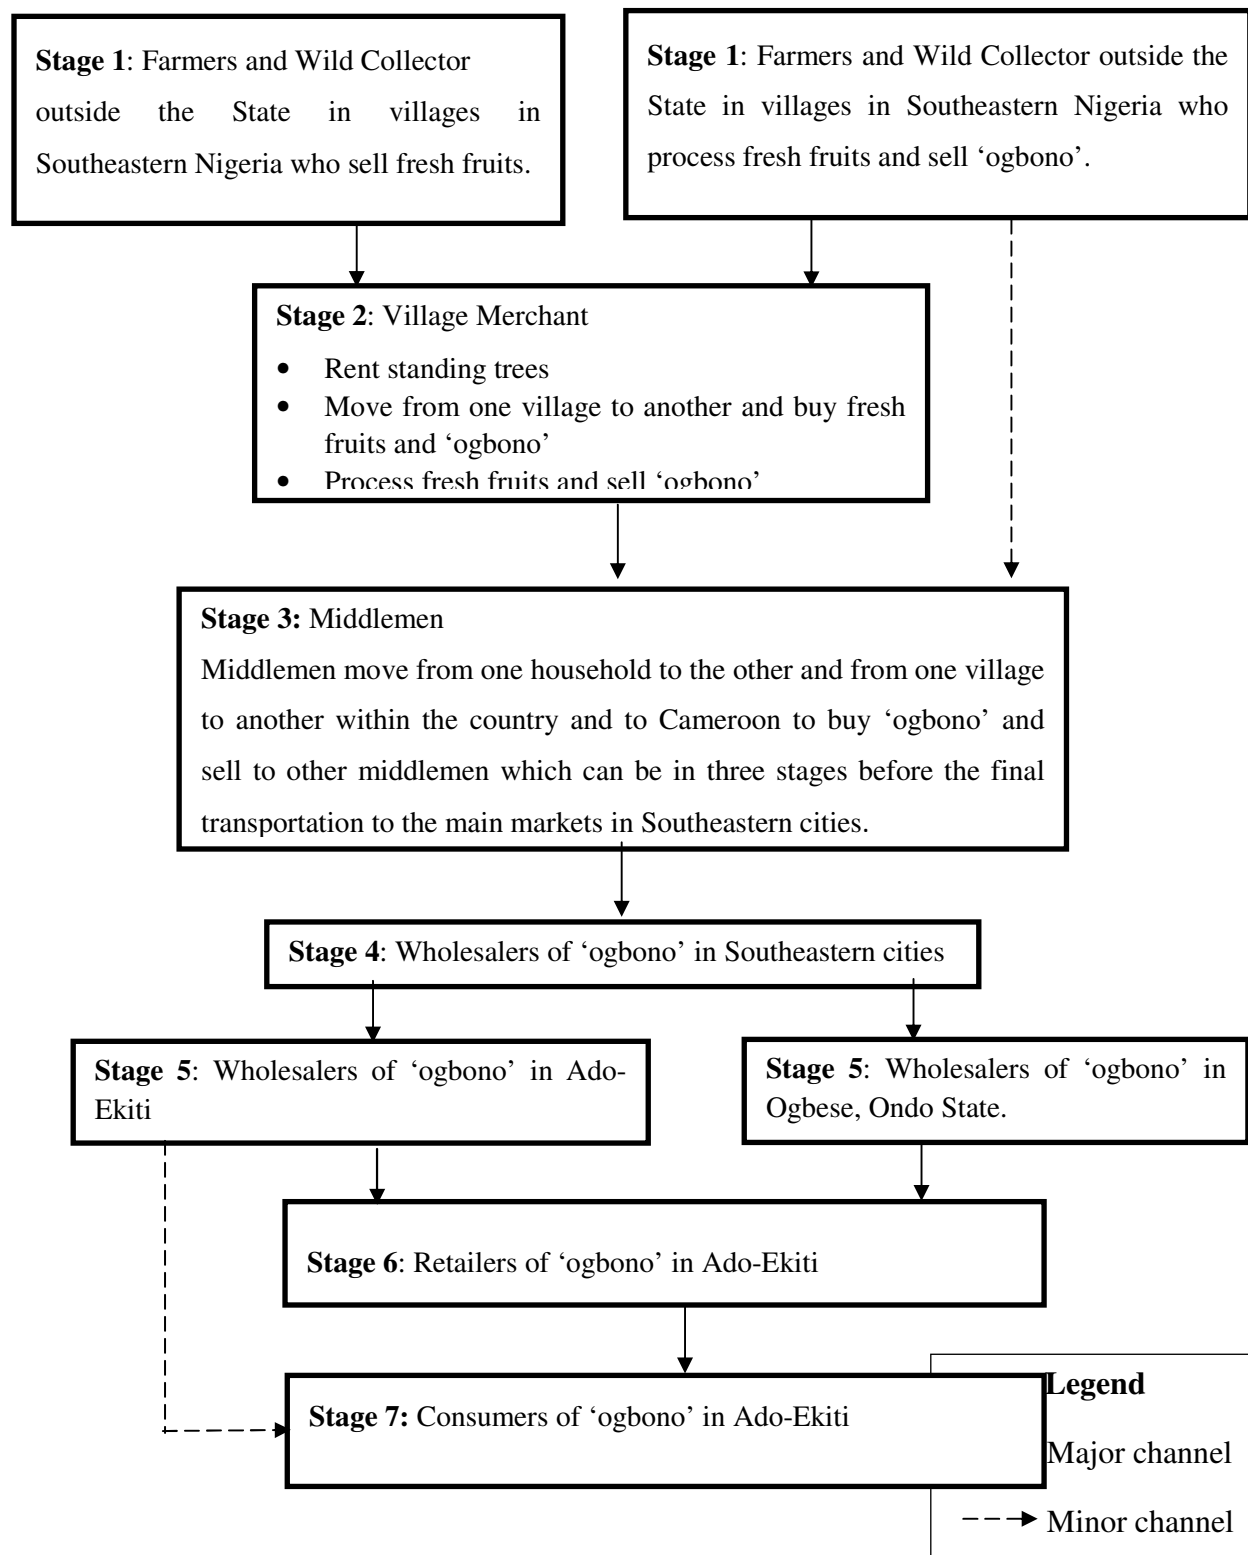 Stage 1: Farmers and Wild Collector
outside the State in villages in
Southeastern Nigeria who sell fresh fruits.
Stage 1: Farmers and Wild Collector outside the
State in villages in Southeastern Nigeria who
process fresh fruits and sell ‘ogbono’.
Stage 2: Village Merchant
• Rent standing trees
• Move from one village to another and buy fresh
fruits and ‘ogbono’
• Process fresh fruits and sell ‘ogbono’
Stage 3: Middlemen
Middlemen move from one household to the other and from one village
to another within the country and to Cameroon to buy ‘ogbono’ and
sell to other middlemen which can be in three stages before the final
transportation to the main markets in Southeastern cities.
Stage 4: Wholesalers of ‘ogbono’ in Southeastern cities
Stage 5: Wholesalers of ‘ogbono’ in Ado-
Ekiti
Stage 5: Wholesalers of ‘ogbono’ in
Ogbese, Ondo State.
Stage 6: Retailers of ‘ogbono’ in Ado-Ekiti
Stage 7: Consumers of ‘ogbono’ in Ado-Ekiti
Legend
Major channel
Minor channel